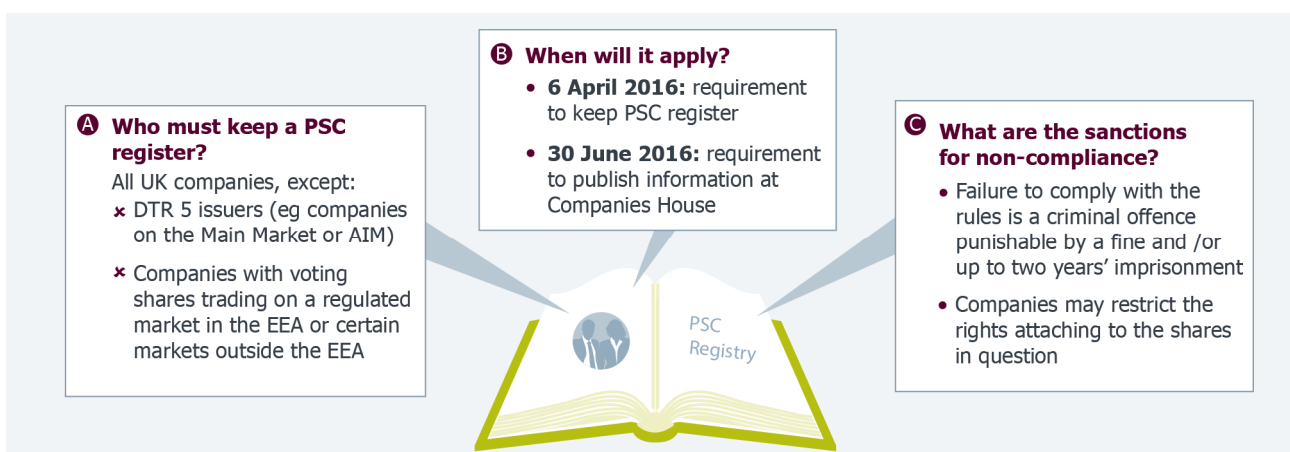 A Who must keep a PSC
register?
All UK companies, except:
✘ DTR 5 issuers (eg companies
on the Main Market or AIM)
✘ Companies with voting
shares trading on a regulated
market in the EEA or certain
markets outside the EEA
B When will it apply?
• 6 April 2016: requirement
to keep PSC register
• 30 June 2016: requirement
to publish information at
Companies House
C What are the sanctions
for non-compliance?
• Failure to comply with the
rules is a criminal offence
punishable by a fine and /or
up to two years’ imprisonment
• Companies may restrict the
rights attaching to the shares
in question
PSC
Registry